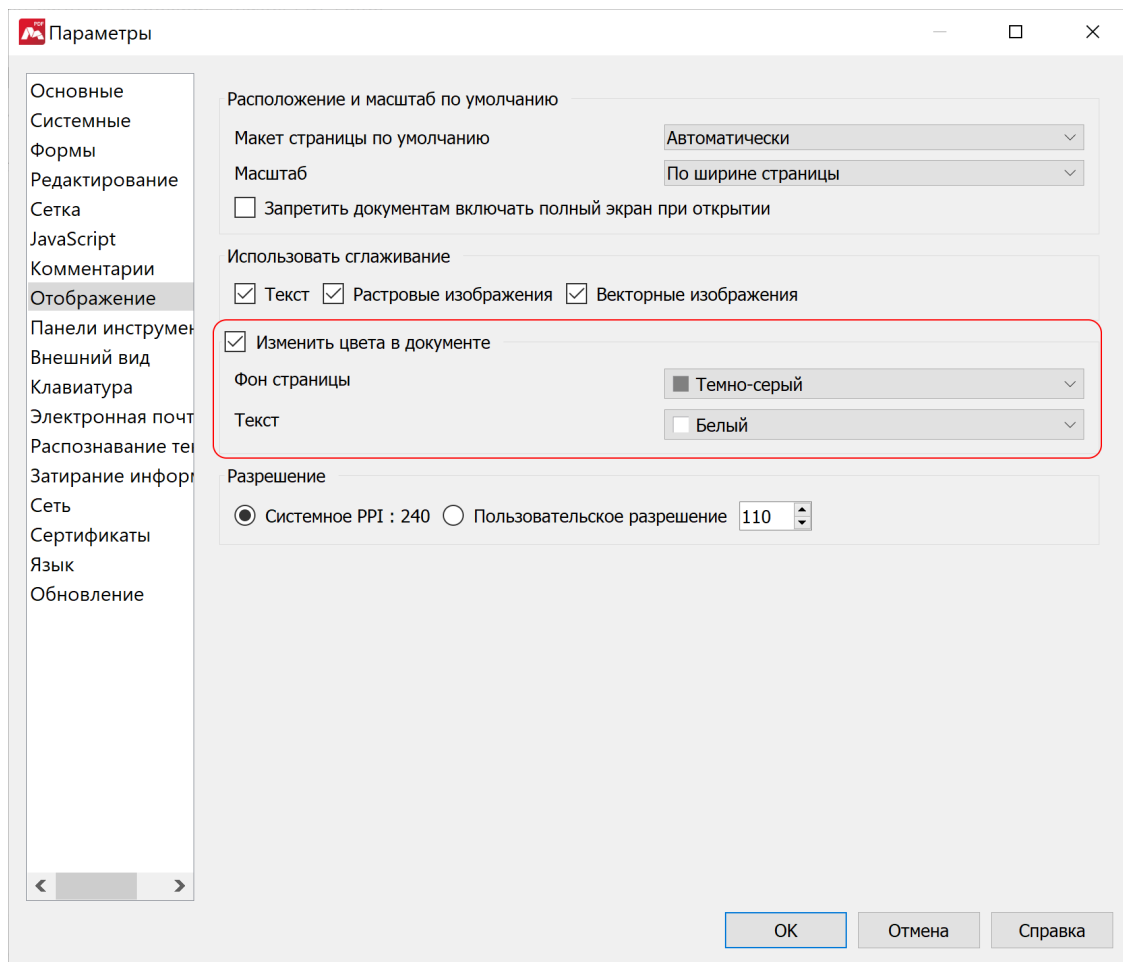 PDF
Параметры
Основные
Системные
Формы
Редактирование
Сетка
JavaScript
Комментарии
Отображение
Панели инструмен
Внешний вид
Клавиатура
Электронная почт
Распознавание те
Затирание инфор
Сеть
Сертификаты
Язык
Обновление
Расположение и масштаб по умолчанию
Макет страницы по умолчанию Автоматически
Масштаб По ширине страницы
Запретить документам включать полный экран при открытии
Использовать сглаживание
Текст Растровые изображения Векторные изображения
Изменить цвета в документе
Фон страницы Темно-серый
Текст Белый
Разрешение
Системное PPI : 240 Пользовательское разрешение 110
OK Отмена Справка